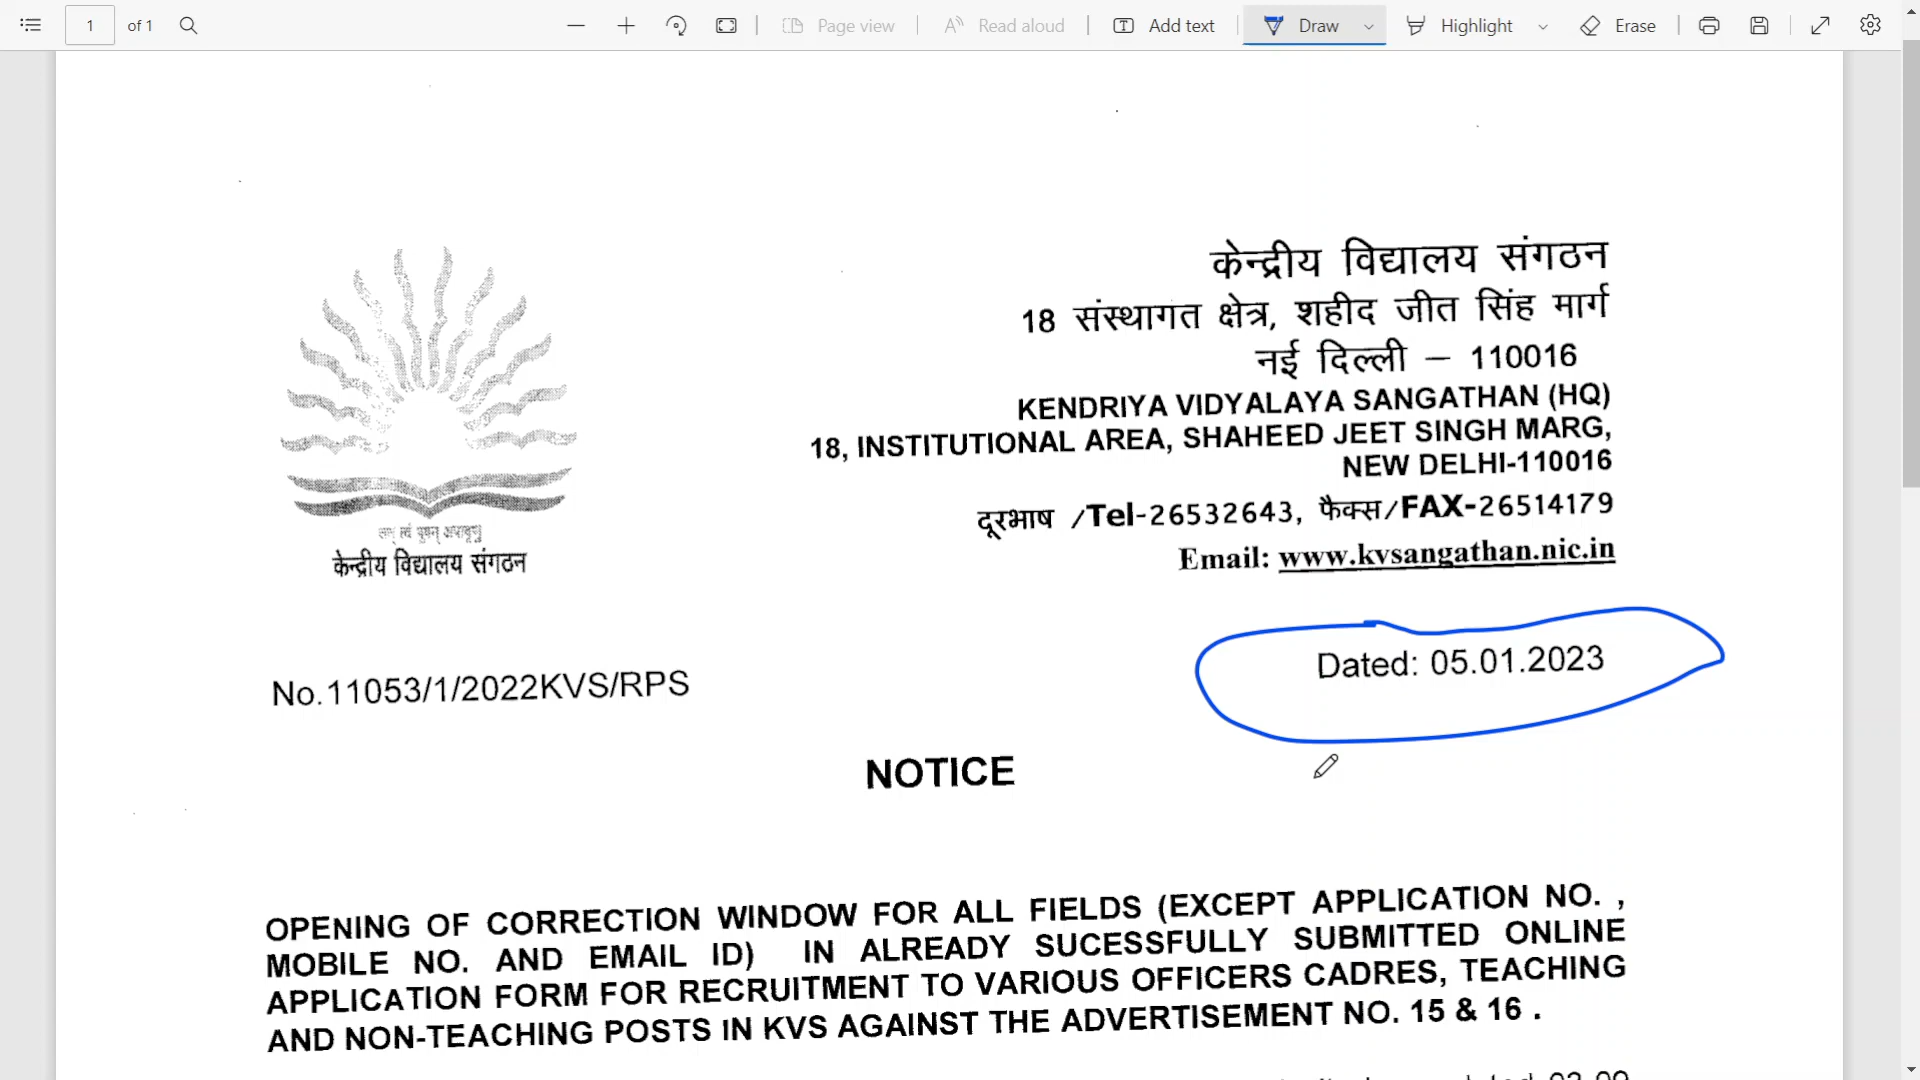 1 of 1 Page view Read aloud Add text Draw Highlight Erase
केन्द्रीय विद्यालय संगठन
18 संस्थागत क्षेत्र, शहीद जीत सिंह मार्ग
नई दिल्ली – 110016
KENDRIYA VIDYALAYA SANGATHAN (HQ)
18, INSTITUTIONAL AREA, SHAHEED JEET SINGH MARG,
NEW DELHI-110016
दूरभाष /Tel-26532643, फैक्स/FAX-26514179
Email: www.kvsangathan.nic.in
केन्द्रीय विद्यालय संगठन
No.11053/1/2022KVS/RPS
Dated: 05.01.2023
NOTICE
OPENING OF CORRECTION WINDOW FOR ALL FIELDS (EXCEPT APPLICATION NO. ,
MOBILE NO. AND EMAIL ID) IN ALREADY SUCESSFULLY SUBMITTED ONLINE
APPLICATION FORM FOR RECRUITMENT TO VARIOUS OFFICERS CADRES, TEACHING
AND NON-TEACHING POSTS IN KVS AGAINST THE ADVERTISEMENT NO. 15 & 16 .